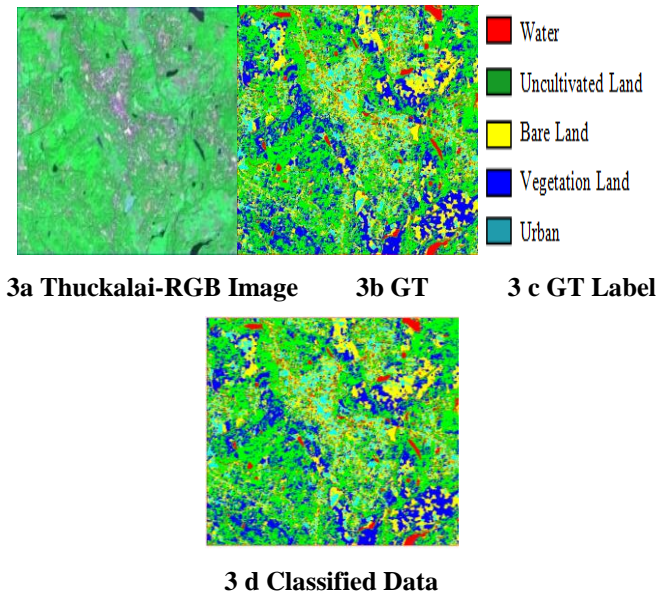 Water
Uncultivated Land
Bare Land
Vegetation Land
Urban
3a Thuckalai-RGB Image 3b GT 3 c GT Label
3 d Classified Data